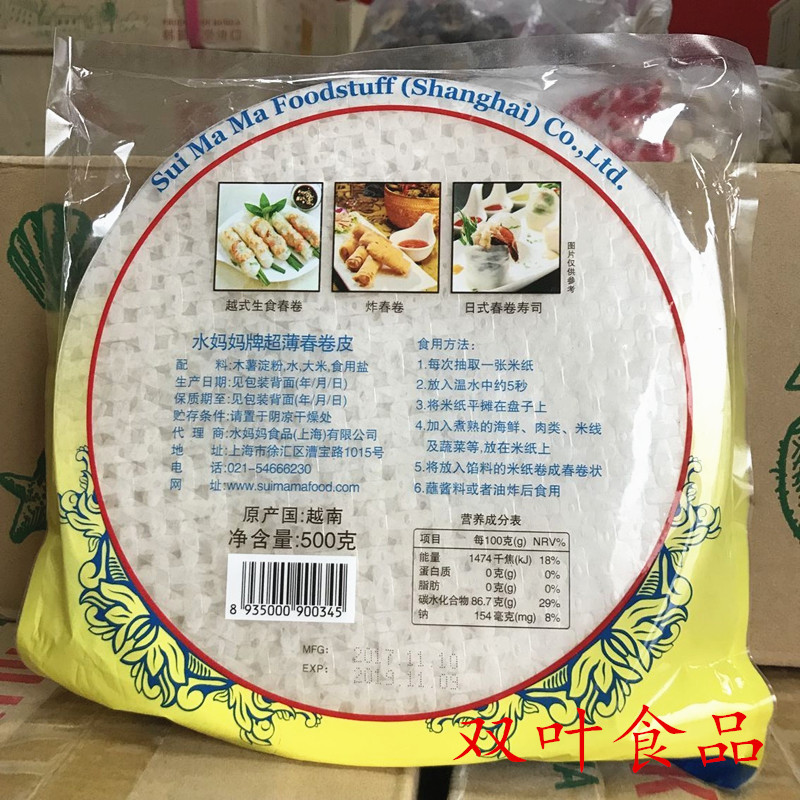 Sui Ma Ma Foodstuff (Shanghai) Co.,Ltd.
越式生食春卷
炸春卷
日式春卷寿司
图片仅供参考
水妈妈牌超薄春卷皮
配 料:木薯淀粉,水,大米,食用盐
生产日期:见包装背面(年/月/日)
保质期至:见包装背面(年/月/日)
贮存条件:请置于阴凉干燥处
代 理 商:水妈妈食品(上海)有限公司
地 址:上海市徐汇区漕宝路1015号
电 话:021-54666230
网 址:www.suimamafood.com
原产国:越南
净含量:500克
8 935000 900345
食用方法:
1.每次抽取一张米纸
2.放入温水中约5秒
3.将米纸平摊在盘子上
4.加入煮熟的海鲜、肉类、米线
及蔬菜等,放在米纸上
5.将放入馅料的米纸卷成春卷状
6.蘸酱料或者油炸后食用
营养成分表
项目 每100克(g) NRV%
能量 1474千焦(kJ) 18%
蛋白质 0克(g) 0%
脂肪 0克(g) 0%
碳水化合物 86.7克(g) 29%
钠 154毫克(mg) 8%
MFG: 2017.11.10
EXP: 2019.11.09
双叶食品